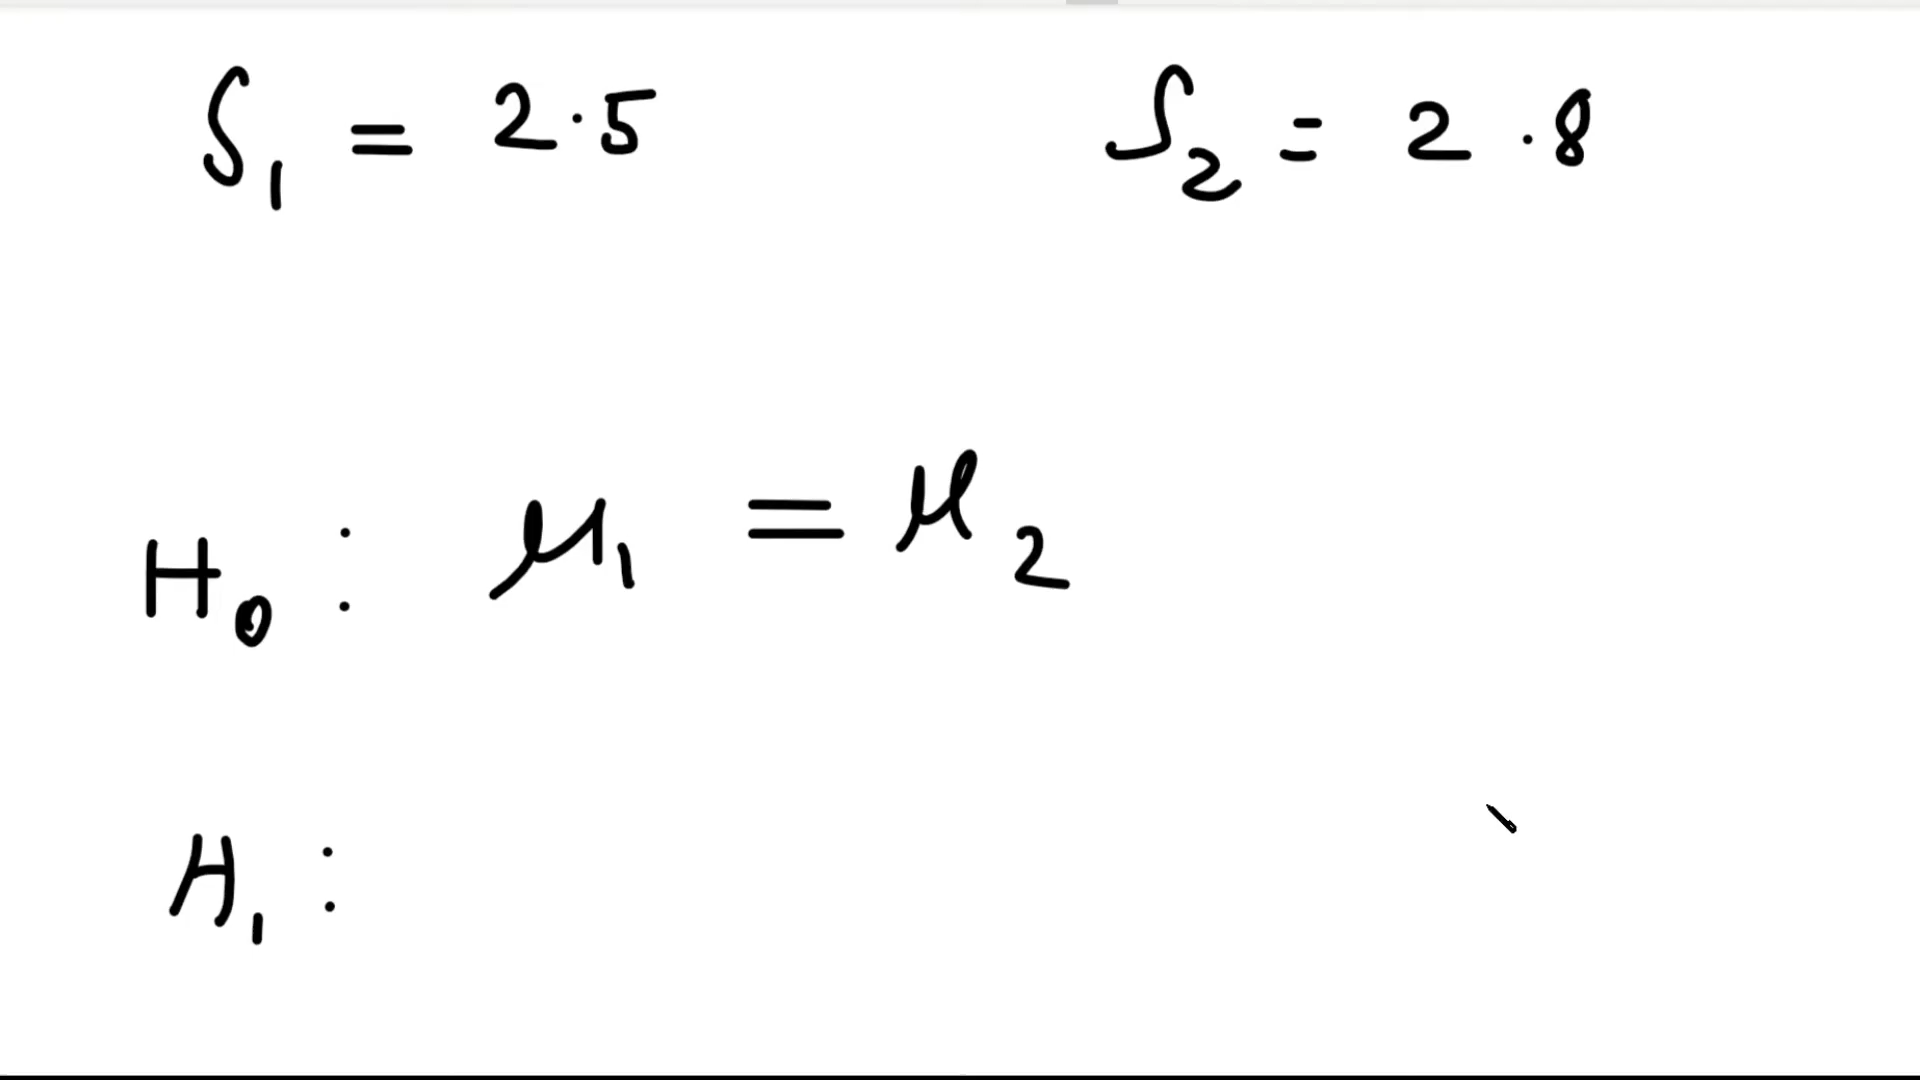 S₁ = 2·5 S₂ = 2·8
H₀ : μ₁ = μ₂
H₁ :